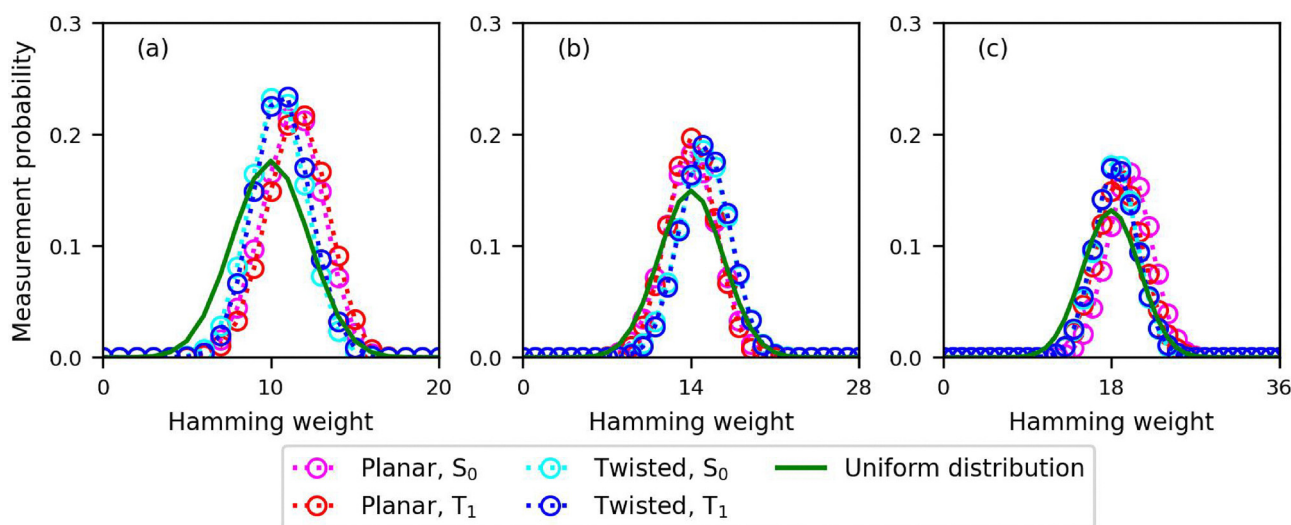 (a) (b) (c)
Measurement probability
0.3 0.3 0.3
0.2 0.2 0.2
0.1 0.1 0.1
0.0 0.0 0.0
0 10 20 0 14 28 0 18 36
Hamming weight Hamming weight Hamming weight
Planar, S₀ Twisted, S₀ Uniform distribution
Planar, T₁ Twisted, T₁